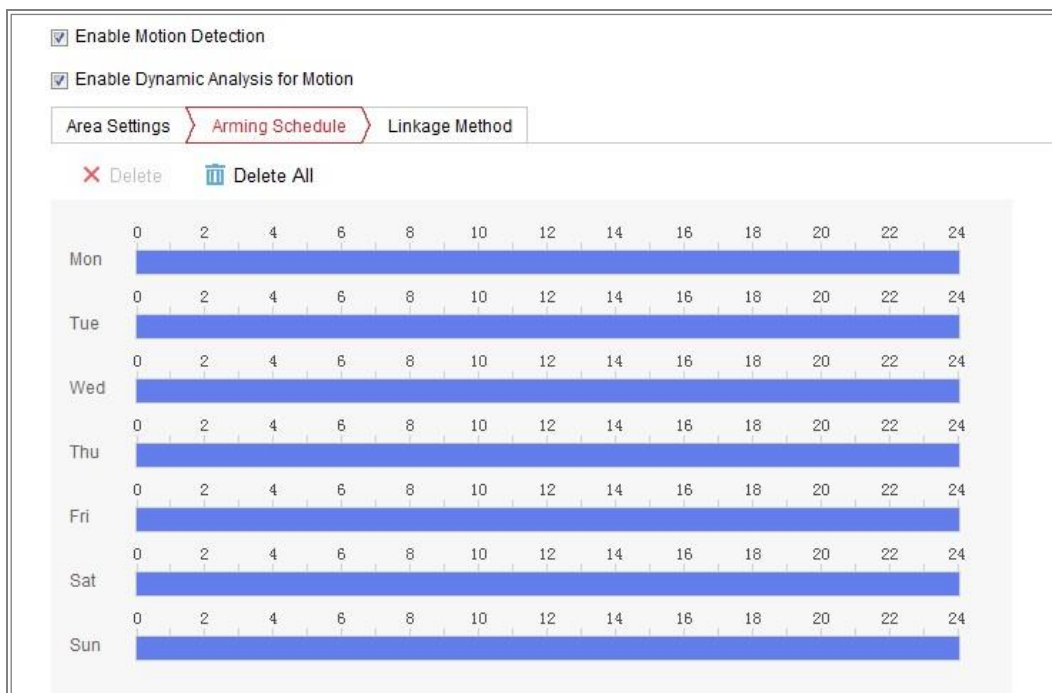 Enable Motion Detection
Enable Dynamic Analysis for Motion
Area Settings Arming Schedule Linkage Method
Delete Delete All
0 2 4 6 8 10 12 14 16 18 20 22 24
Mon
0 2 4 6 8 10 12 14 16 18 20 22 24
Tue
0 2 4 6 8 10 12 14 16 18 20 22 24
Wed
0 2 4 6 8 10 12 14 16 18 20 22 24
Thu
0 2 4 6 8 10 12 14 16 18 20 22 24
Fri
0 2 4 6 8 10 12 14 16 18 20 22 24
Sat
0 2 4 6 8 10 12 14 16 18 20 22 24
Sun